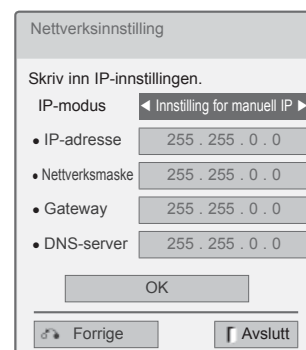 Nettverksinnstilling
Skriv inn IP-innstillingen.
IP-modus ◀ Innstilling for manuell IP ▶
• IP-adresse 255 . 255 . 0 . 0
• Nettverksmaske 255 . 255 . 0 . 0
• Gateway 255 . 255 . 0 . 0
• DNS-server 255 . 255 . 0 . 0
OK
Forrige Avslutt